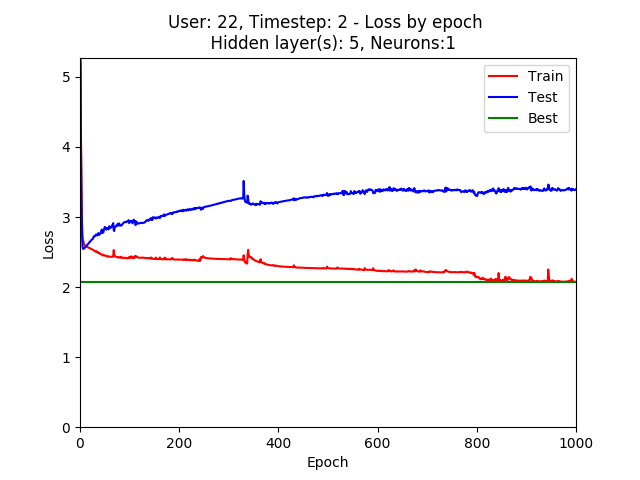 User: 22, Timestep: 2 - Loss by epoch
Hidden layer(s): 5, Neurons:1
Train
Test
Best
Loss
5
4
3
2
1
0
0 200 400 600 800 1000
Epoch